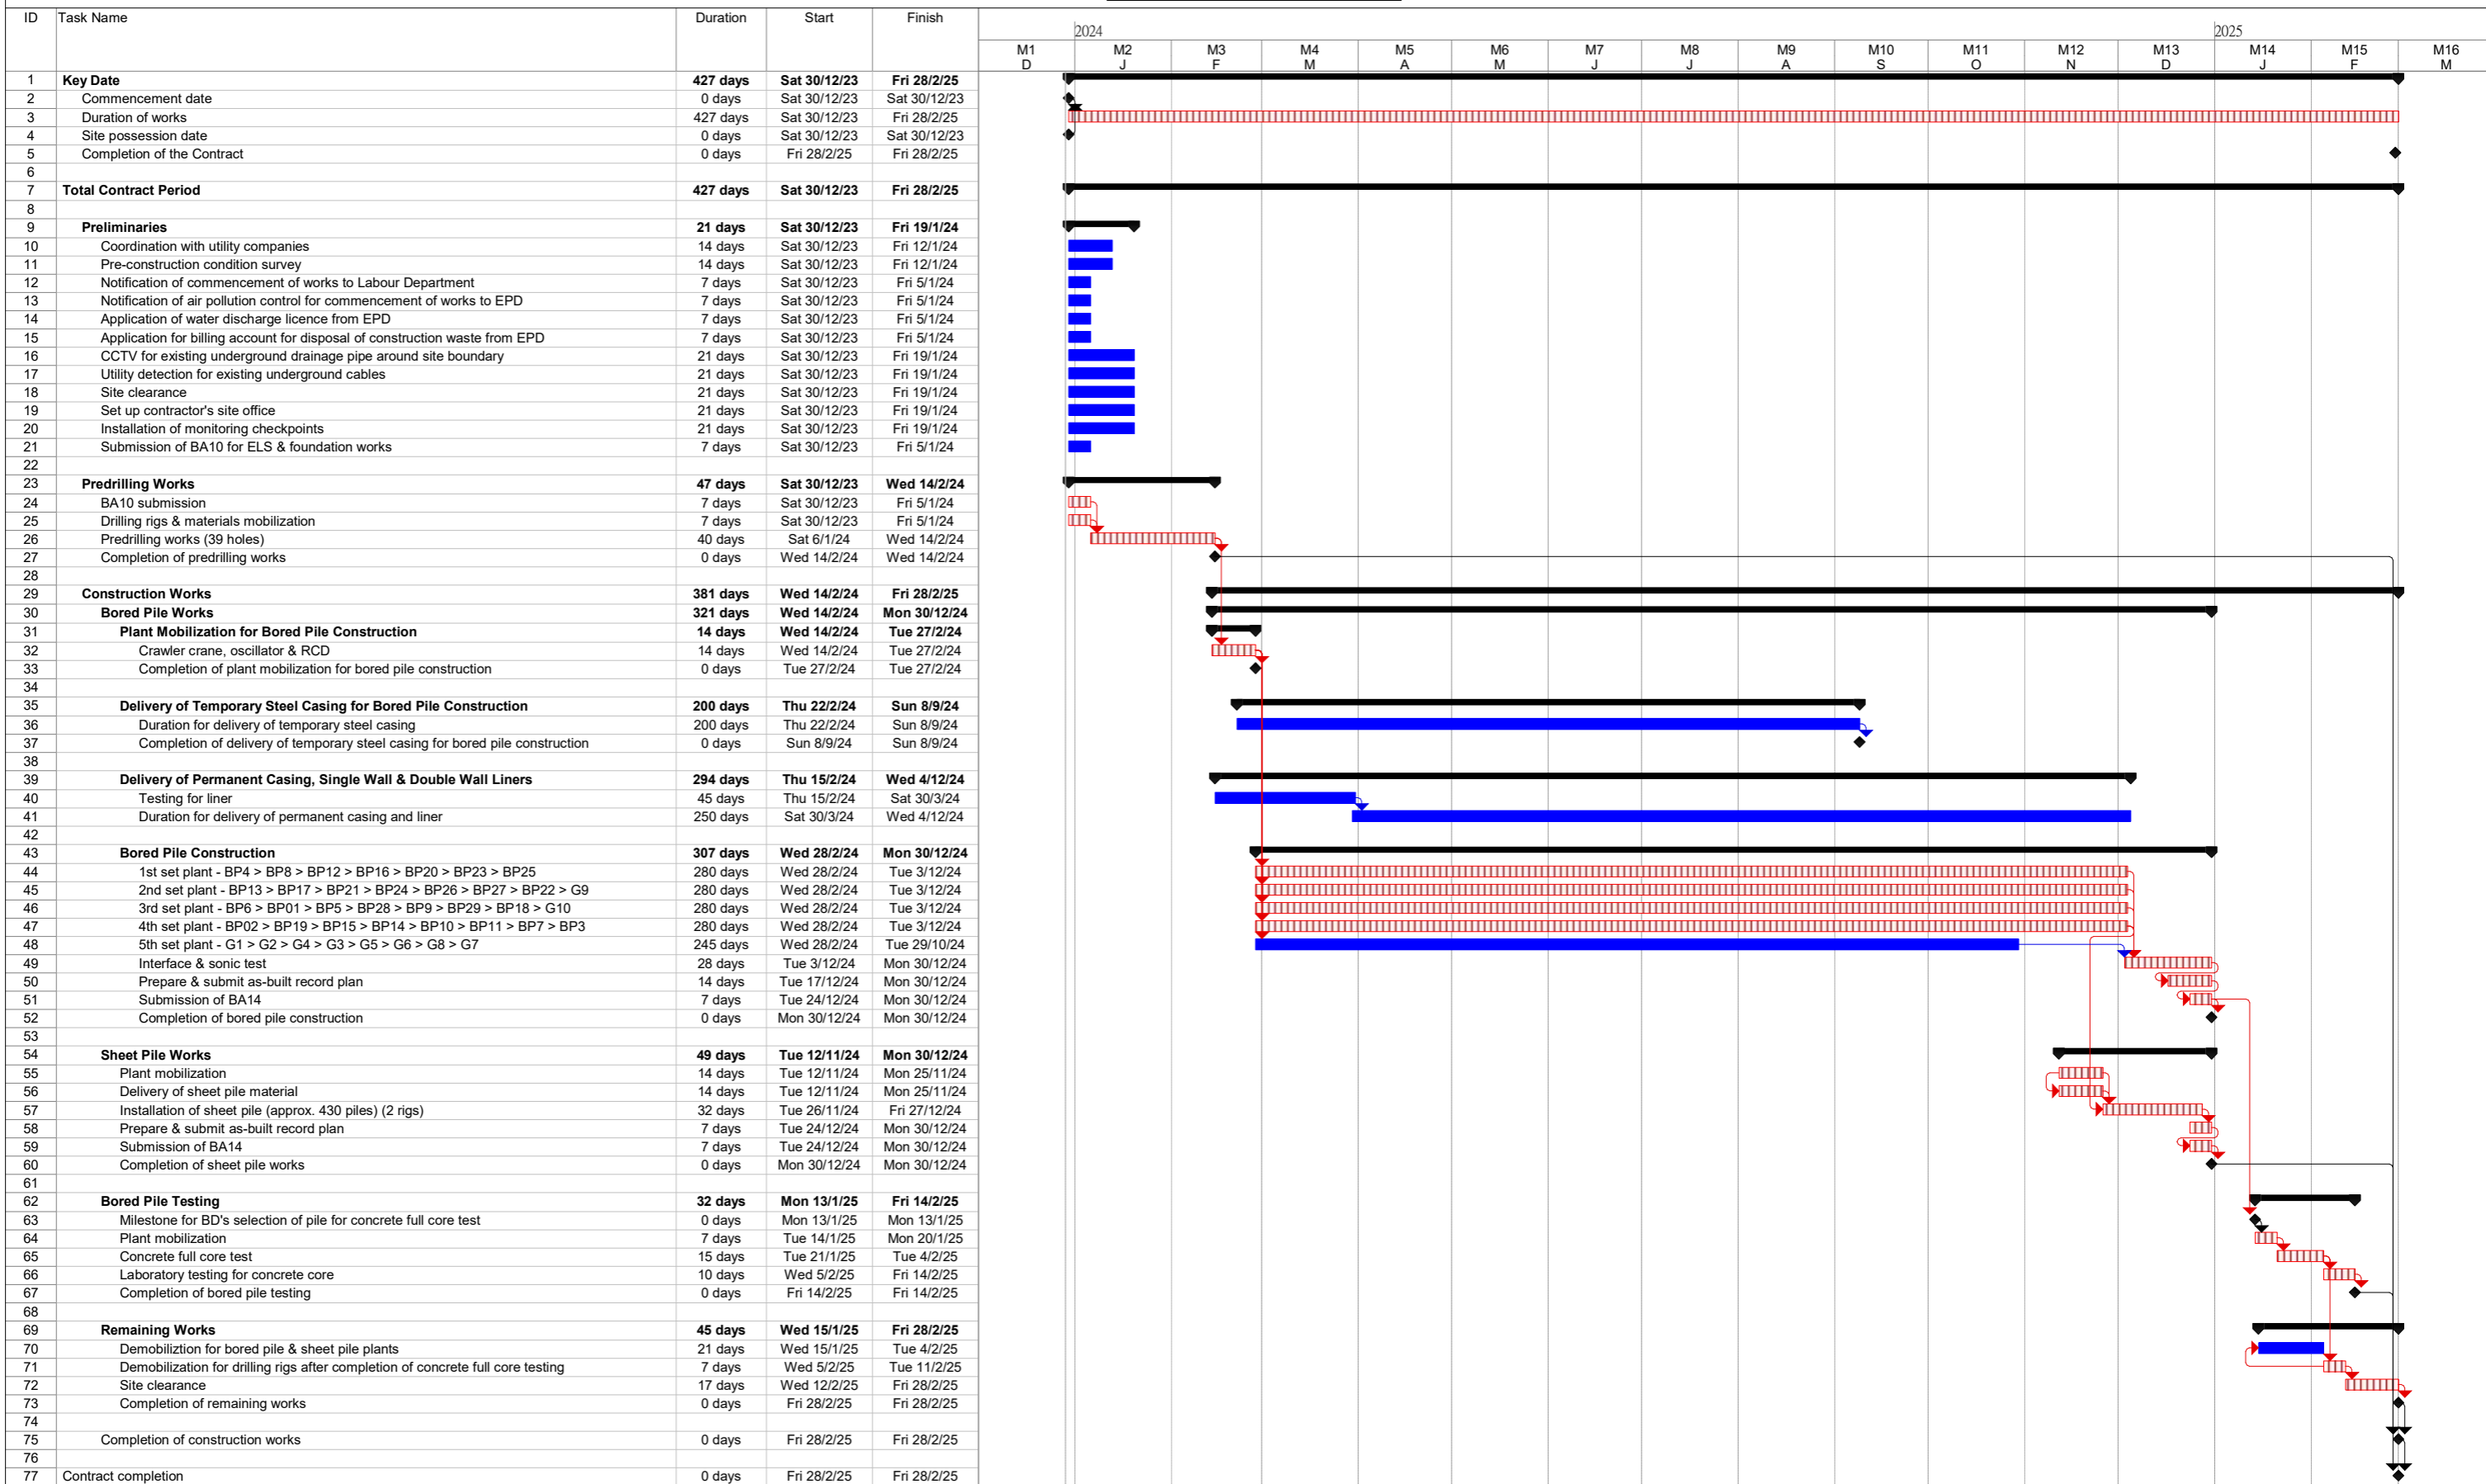 ID Task Name Duration Start Finish
2024 2025
M1 M2 M3 M4 M5 M6 M7 M8 M9 M10 M11 M12 M13 M14 M15 M16
D J F M A M J J A S O N D J F M
1 Key Date 427 days Sat 30/12/23 Fri 28/2/25
2 Commencement date 0 days Sat 30/12/23 Sat 30/12/23
3 Duration of works 427 days Sat 30/12/23 Fri 28/2/25
4 Site possession date 0 days Sat 30/12/23 Sat 30/12/23
5 Completion of the Contract 0 days Fri 28/2/25 Fri 28/2/25
6
7 Total Contract Period 427 days Sat 30/12/23 Fri 28/2/25
8
9 Preliminaries 21 days Sat 30/12/23 Fri 19/1/24
10 Coordination with utility companies 14 days Sat 30/12/23 Fri 12/1/24
11 Pre-construction condition survey 14 days Sat 30/12/23 Fri 12/1/24
12 Notification of commencement of works to Labour Department 7 days Sat 30/12/23 Fri 5/1/24
13 Notification of air pollution control for commencement of works to EPD 7 days Sat 30/12/23 Fri 5/1/24
14 Application of water discharge licence from EPD 7 days Sat 30/12/23 Fri 5/1/24
15 Application for billing account for disposal of construction waste from EPD 7 days Sat 30/12/23 Fri 5/1/24
16 CCTV for existing underground drainage pipe around site boundary 21 days Sat 30/12/23 Fri 19/1/24
17 Utility detection for existing underground cables 21 days Sat 30/12/23 Fri 19/1/24
18 Site clearance 21 days Sat 30/12/23 Fri 19/1/24
19 Set up contractor's site office 21 days Sat 30/12/23 Fri 19/1/24
20 Installation of monitoring checkpoints 21 days Sat 30/12/23 Fri 19/1/24
21 Submission of BA10 for ELS & foundation works 7 days Sat 30/12/23 Fri 5/1/24
22
23 Predrilling Works 47 days Sat 30/12/23 Wed 14/2/24
24 BA10 submission 7 days Sat 30/12/23 Fri 5/1/24
25 Drilling rigs & materials mobilization 7 days Sat 30/12/23 Fri 5/1/24
26 Predrilling works (39 holes) 40 days Sat 6/1/24 Wed 14/2/24
27 Completion of predrilling works 0 days Wed 14/2/24 Wed 14/2/24
28
29 Construction Works 381 days Wed 14/2/24 Fri 28/2/25
30 Bored Pile Works 321 days Wed 14/2/24 Mon 30/12/24
31 Plant Mobilization for Bored Pile Construction 14 days Wed 14/2/24 Tue 27/2/24
32 Crawler crane, oscillator & RCD 14 days Wed 14/2/24 Tue 27/2/24
33 Completion of plant mobilization for bored pile construction 0 days Tue 27/2/24 Tue 27/2/24
34
35 Delivery of Temporary Steel Casing for Bored Pile Construction 200 days Thu 22/2/24 Sun 8/9/24
36 Duration for delivery of temporary steel casing 200 days Thu 22/2/24 Sun 8/9/24
37 Completion of delivery of temporary steel casing for bored pile construction 0 days Sun 8/9/24 Sun 8/9/24
38
39 Delivery of Permanent Casing, Single Wall & Double Wall Liners 294 days Thu 15/2/24 Wed 4/12/24
40 Testing for liner 45 days Thu 15/2/24 Sat 30/3/24
41 Duration for delivery of permanent casing and liner 250 days Sat 30/3/24 Wed 4/12/24
42
43 Bored Pile Construction 307 days Wed 28/2/24 Mon 30/12/24
44 1st set plant - BP4 > BP8 > BP12 > BP16 > BP20 > BP23 > BP25 280 days Wed 28/2/24 Tue 3/12/24
45 2nd set plant - BP13 > BP17 > BP21 > BP24 > BP26 > BP27 > BP22 > G9 280 days Wed 28/2/24 Tue 3/12/24
46 3rd set plant - BP6 > BP01 > BP5 > BP28 > BP9 > BP29 > BP18 > G10 280 days Wed 28/2/24 Tue 3/12/24
47 4th set plant - BP02 > BP19 > BP15 > BP14 > BP10 > BP11 > BP7 > BP3 280 days Wed 28/2/24 Tue 3/12/24
48 5th set plant - G1 > G2 > G4 > G3 > G5 > G6 > G8 > G7 245 days Wed 28/2/24 Tue 29/10/24
49 Interface & sonic test 28 days Tue 3/12/24 Mon 30/12/24
50 Prepare & submit as-built record plan 14 days Tue 17/12/24 Mon 30/12/24
51 Submission of BA14 7 days Tue 24/12/24 Mon 30/12/24
52 Completion of bored pile construction 0 days Mon 30/12/24 Mon 30/12/24
53
54 Sheet Pile Works 49 days Tue 12/11/24 Mon 30/12/24
55 Plant mobilization 14 days Tue 12/11/24 Mon 25/11/24
56 Delivery of sheet pile material 14 days Tue 12/11/24 Mon 25/11/24
57 Installation of sheet pile (approx. 430 piles) (2 rigs) 32 days Tue 26/11/24 Fri 27/12/24
58 Prepare & submit as-built record plan 7 days Tue 24/12/24 Mon 30/12/24
59 Submission of BA14 7 days Tue 24/12/24 Mon 30/12/24
60 Completion of sheet pile works 0 days Mon 30/12/24 Mon 30/12/24
61
62 Bored Pile Testing 32 days Mon 13/1/25 Fri 14/2/25
63 Milestone for BD's selection of pile for concrete full core test 0 days Mon 13/1/25 Mon 13/1/25
64 Plant mobilization 7 days Tue 14/1/25 Mon 20/1/25
65 Concrete full core test 15 days Tue 21/1/25 Tue 4/2/25
66 Laboratory testing for concrete core 10 days Wed 5/2/25 Fri 14/2/25
67 Completion of bored pile testing 0 days Fri 14/2/25 Fri 14/2/25
68
69 Remaining Works 45 days Wed 15/1/25 Fri 28/2/25
70 Demobiliztion for bored pile & sheet pile plants 21 days Wed 15/1/25 Tue 4/2/25
71 Demobilization for drilling rigs after completion of concrete full core testing 7 days Wed 5/2/25 Tue 11/2/25
72 Site clearance 17 days Wed 12/2/25 Fri 28/2/25
73 Completion of remaining works 0 days Fri 28/2/25 Fri 28/2/25
74
75 Completion of construction works 0 days Fri 28/2/25 Fri 28/2/25
76
77 Contract completion 0 days Fri 28/2/25 Fri 28/2/25